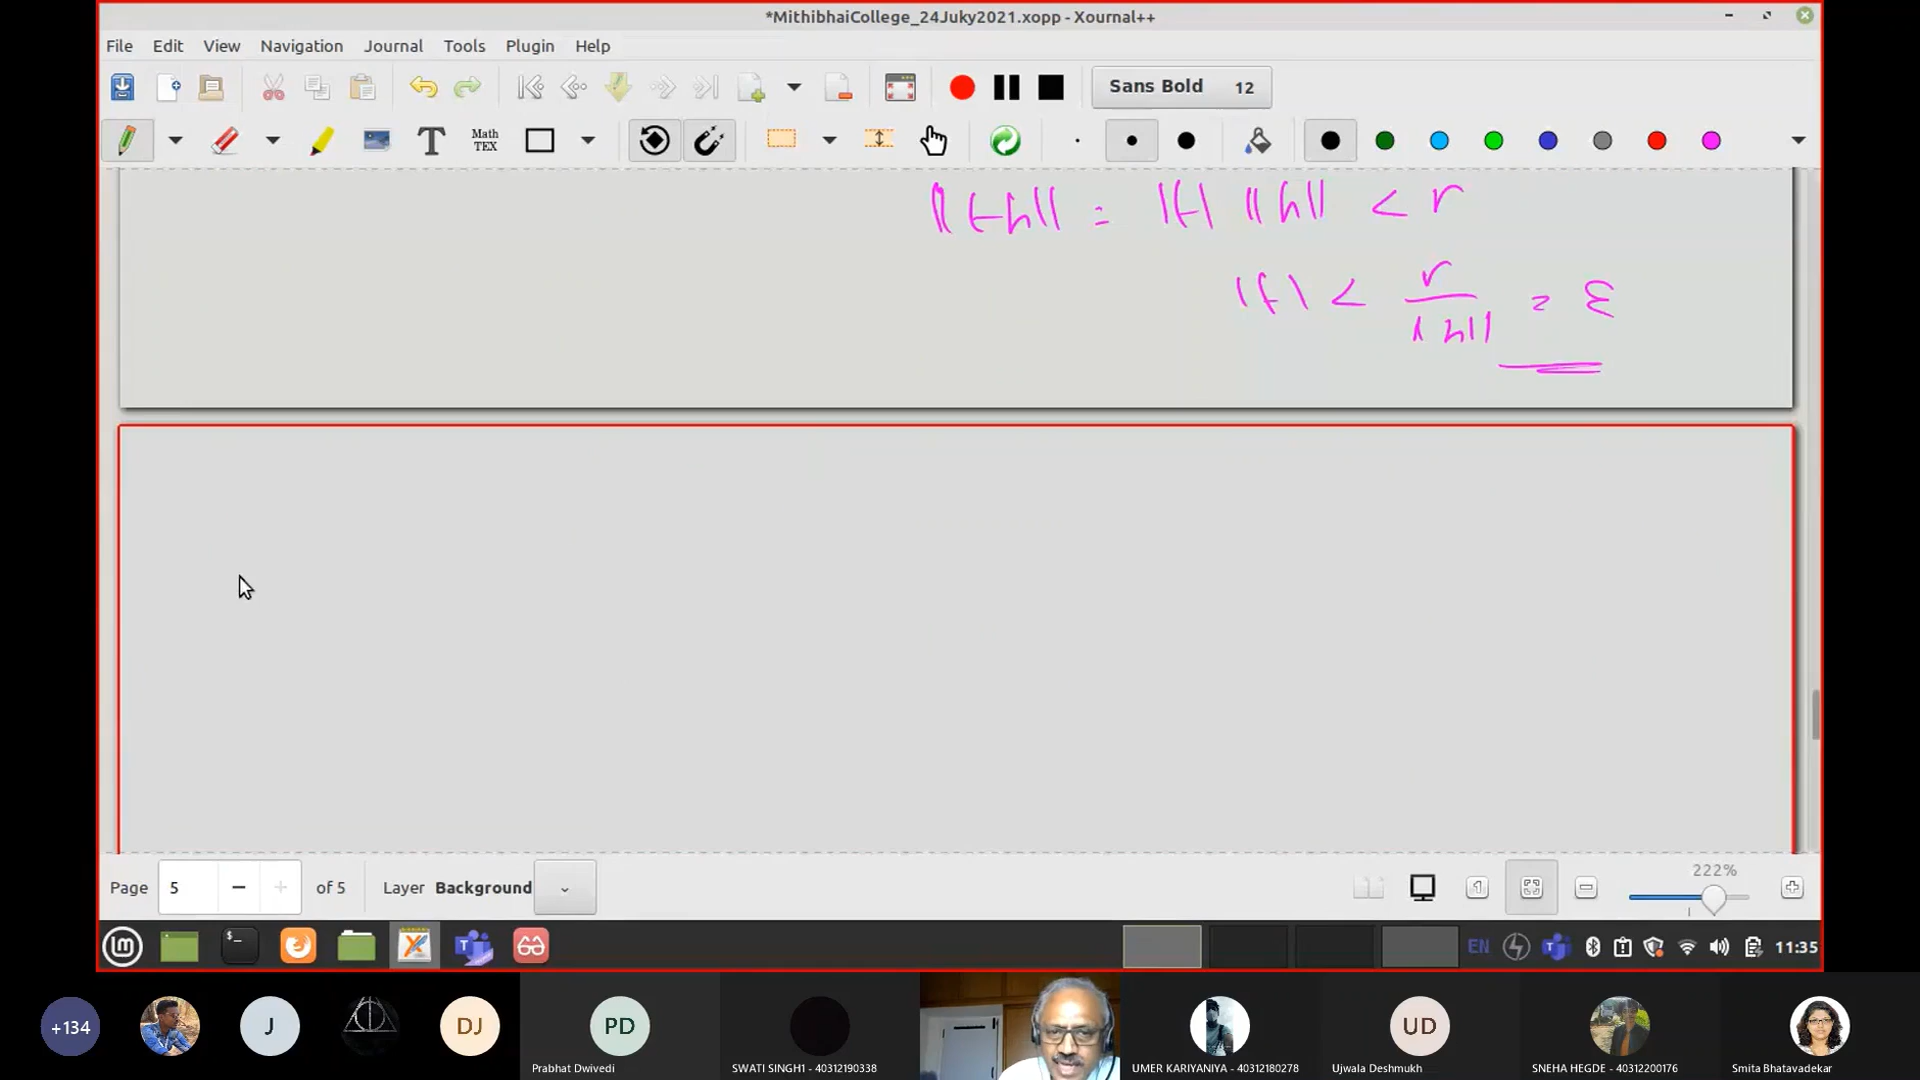 *MithibhaiCollege_24Juky2021.xopp - Xournal++
File Edit View Navigation Journal Tools Plugin Help
Sans Bold 12
T Math TEX
||th|| = |t| ||h|| < r
|t| < r / ||h|| = ε
Page 5 of 5 Layer Background
222%
EN 11:35
+134 J DJ PD UD
Prabhat Dwivedi SWATI SINGH1 - 40312190338 UMER KARIYANIYA - 40312180278 Ujwala Deshmukh SNEHA HEGDE - 40312200176 Smita Bhatavadekar